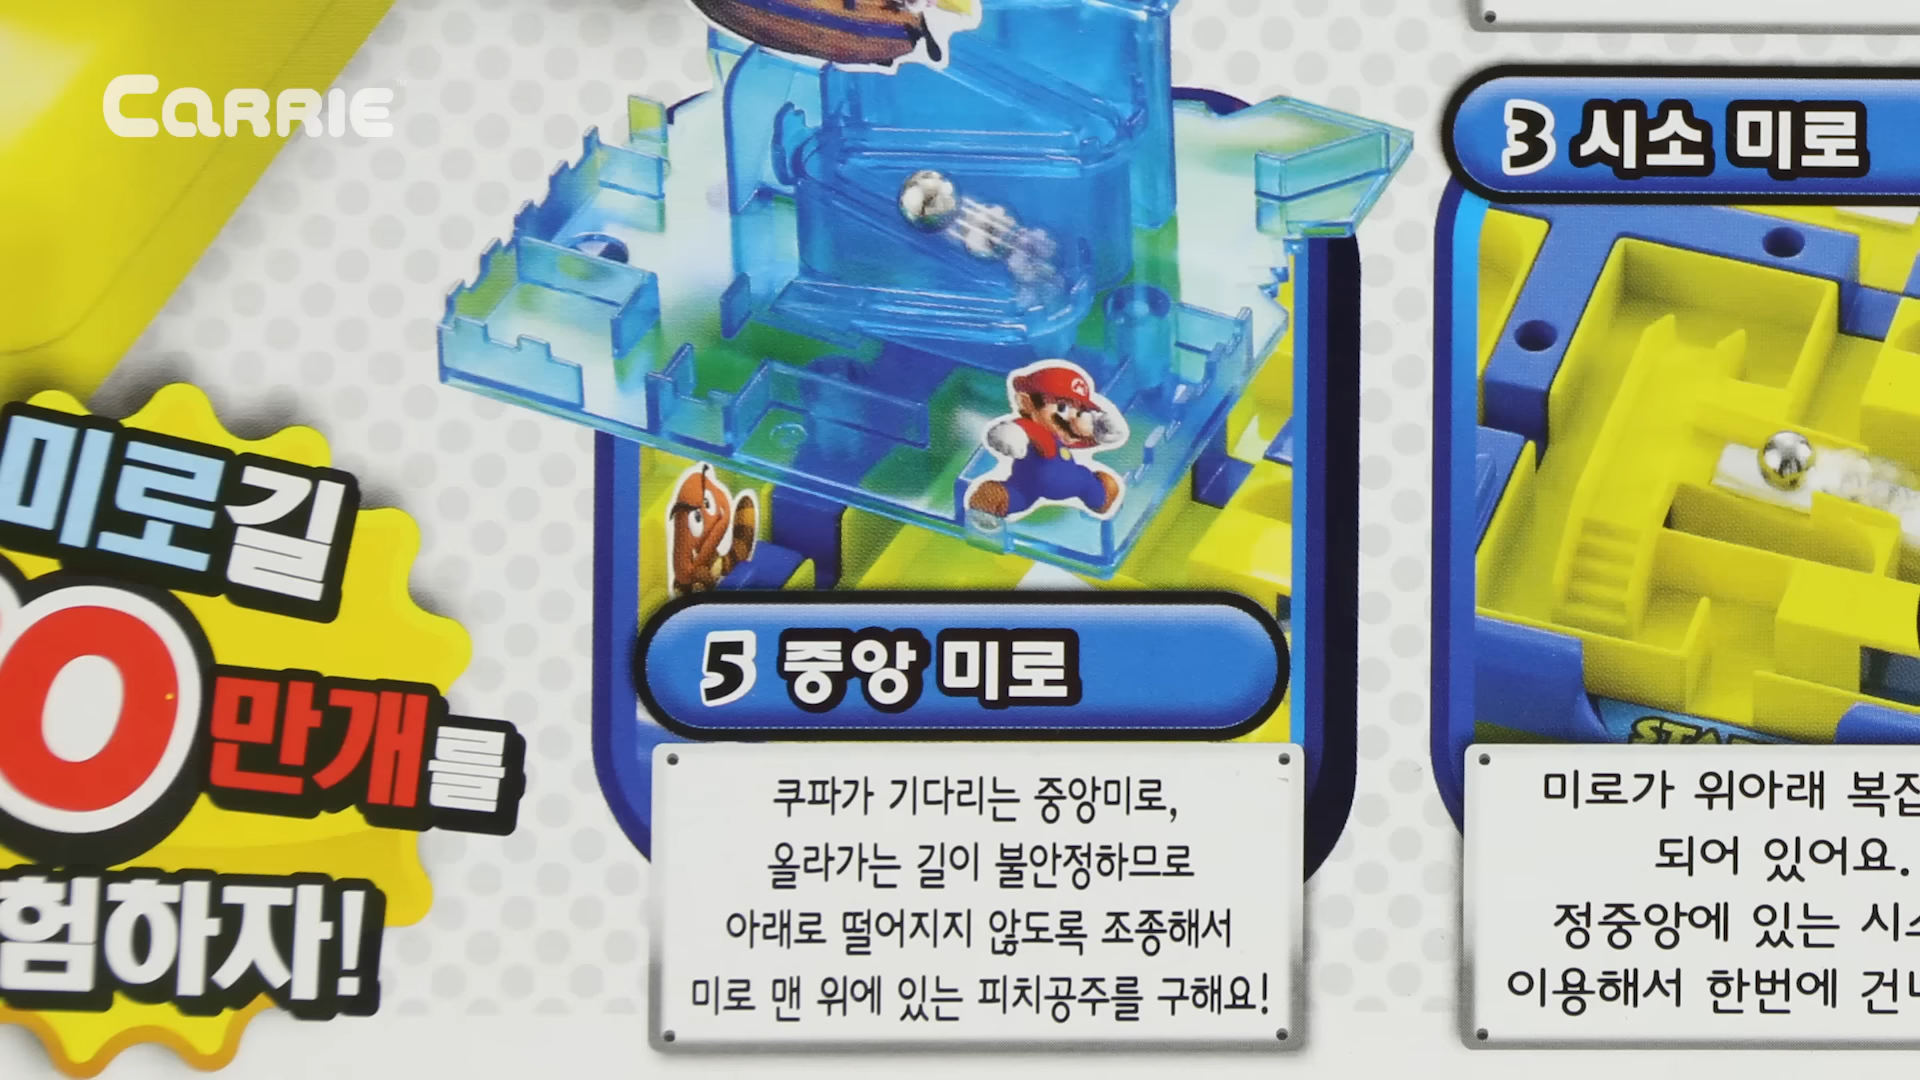 CARRIE
미로길
0만개를
험하자!
5 중앙 미로
쿠파가 기다리는 중앙미로,
올라가는 길이 불안정하므로
아래로 떨어지지 않도록 조종해서
미로 맨 위에 있는 피치공주를 구해요!
3 시소 미로
미로가 위아래
되어 있어요.
정중앙에 있는
이용해서 한번에